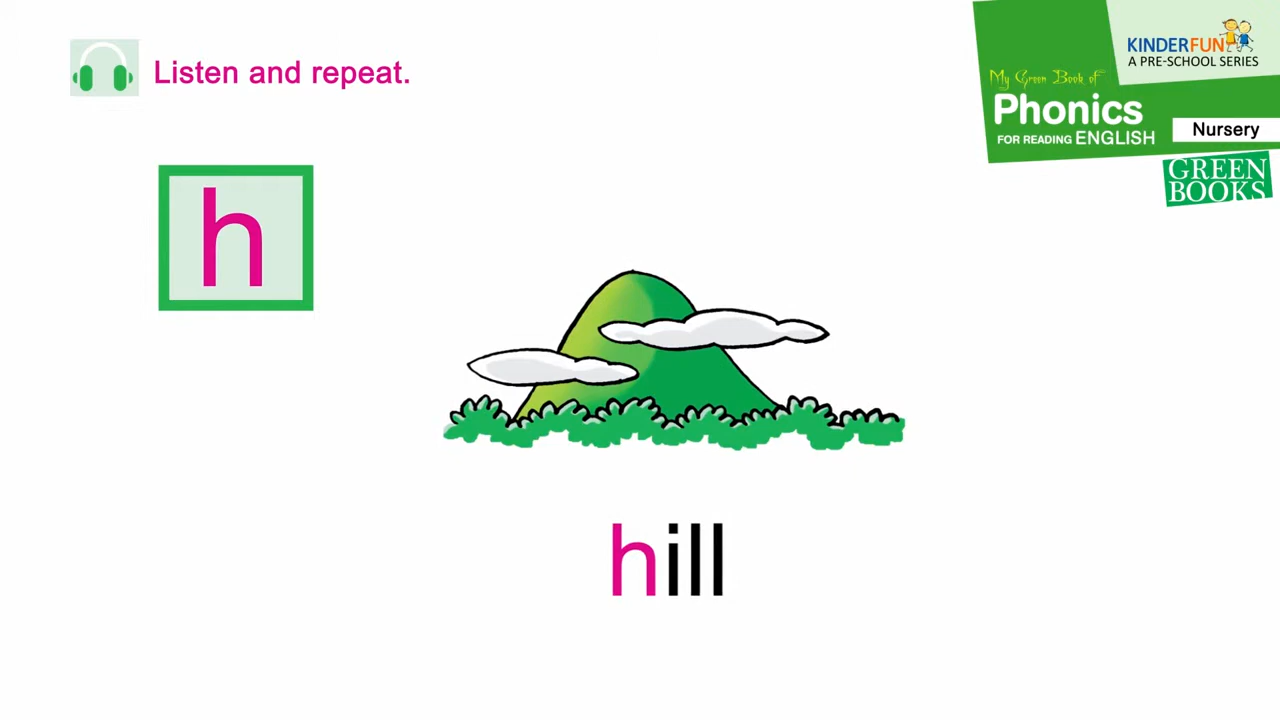 Listen and repeat.
KINDERFUN
A PRE-SCHOOL SERIES
My Green Book of
Phonics
FOR READING ENGLISH
Nursery
GREEN
BOOKS
h
hill